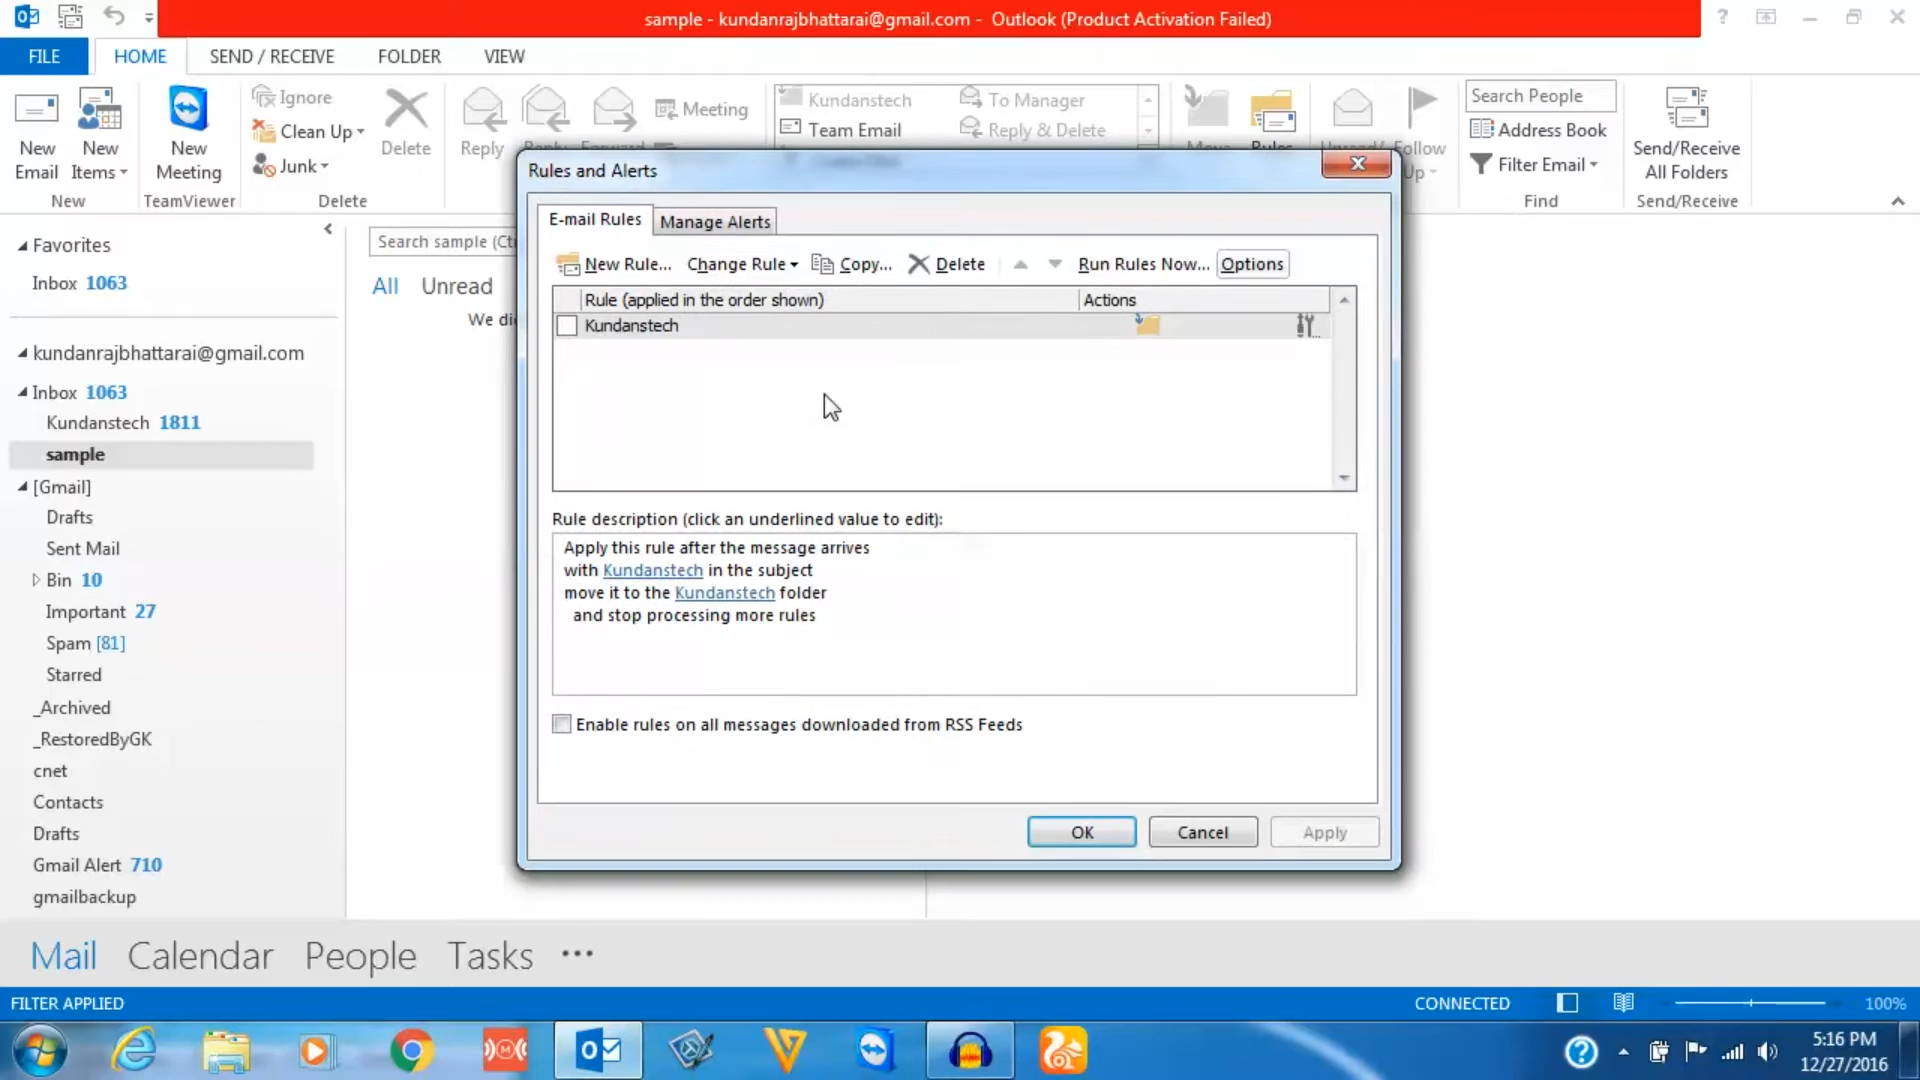 sample - kundanrajbhattarai@gmail.com - Outlook (Product Activation Failed)
FILE HOME SEND / RECEIVE FOLDER VIEW
New Email
New Items
New
New Meeting
TeamViewer
Ignore
Clean Up
Junk
Delete
Delete
Reply
Meeting
Kundanstech
Team Email
To Manager
Reply & Delete
Search People
Address Book
Filter Email
Find
Send/Receive All Folders
Send/Receive
Favorites
Inbox 1063
kundanrajbhattarai@gmail.com
Inbox 1063
Kundanstech 1811
sample
[Gmail]
Drafts
Sent Mail
Bin 10
Important 27
Spam [81]
Starred
_Archived
_RestoredByGK
cnet
Contacts
Drafts
Gmail Alert 710
gmailbackup
Search sample (Ct
All Unread
We di
Rules and Alerts
E-mail Rules Manage Alerts
New Rule... Change Rule Copy... Delete Run Rules Now... Options
Rule (applied in the order shown) Actions
Kundanstech
Rule description (click an underlined value to edit):
Apply this rule after the message arrives
with Kundanstech in the subject
move it to the Kundanstech folder
and stop processing more rules
Enable rules on all messages downloaded from RSS Feeds
OK Cancel Apply
Mail Calendar People Tasks ...
FILTER APPLIED CONNECTED 100%
5:16 PM
12/27/2016